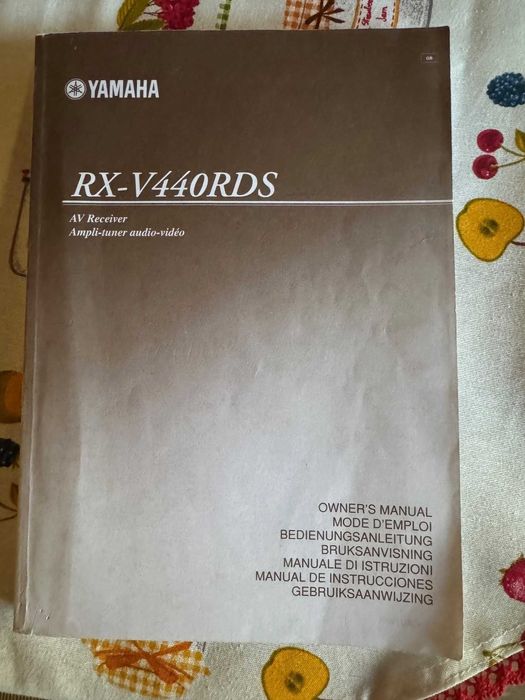 GB
YAMAHA
RX-V440RDS
AV Receiver
Ampli-tuner audio-vidéo
OWNER'S MANUAL
MODE D'EMPLOI
BEDIENUNGSANLEITUNG
BRUKSANVISNING
MANUALE DI ISTRUZIONI
MANUAL DE INSTRUCCIONES
GEBRUIKSAANWIJZING